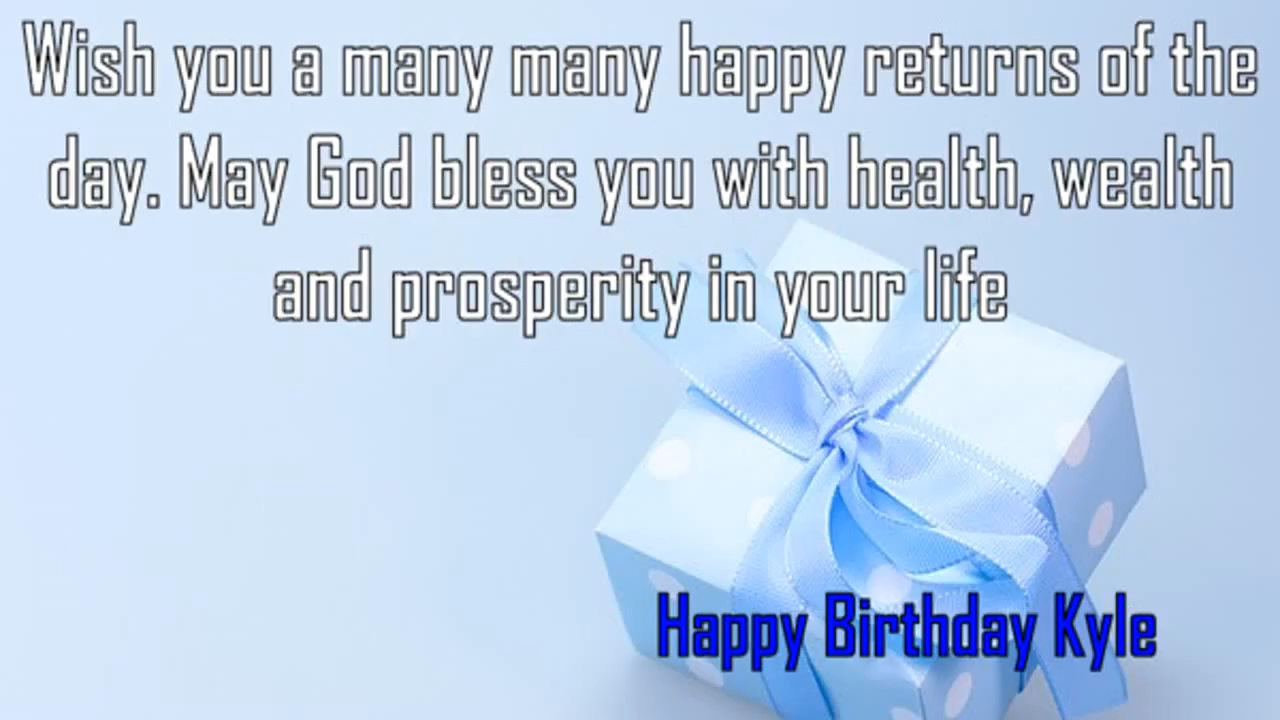 Wish you a many many happy returns of the
day. May God bless you with health, wealth
and prosperity in your life
Happy Birthday Kyle